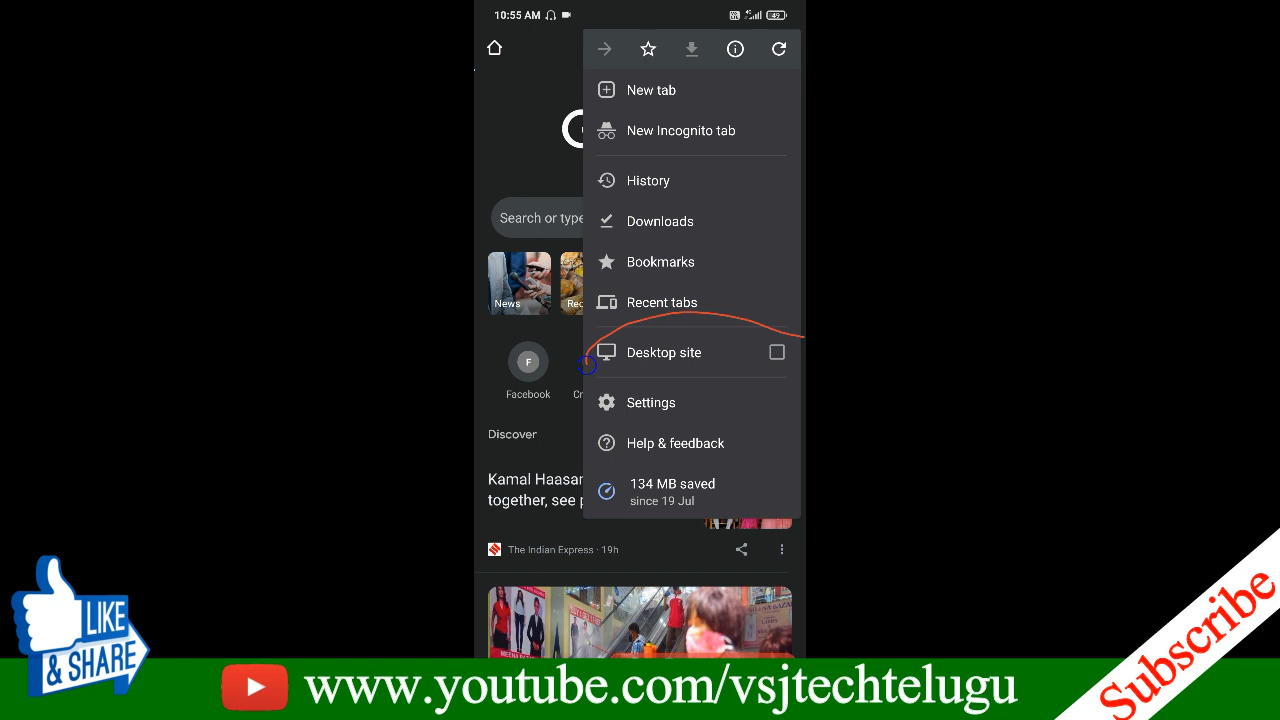 10:55 AM
49
New tab
New Incognito tab
History
Search or type
Downloads
Bookmarks
News
Recent tabs
Desktop site
Facebook
Settings
Discover
Help & feedback
Kamal Haasan
together, see p
134 MB saved
since 19 Jul
The Indian Express · 19h
LIKE
& SHARE
www.youtube.com/vsjtechtelugu
Subscribe